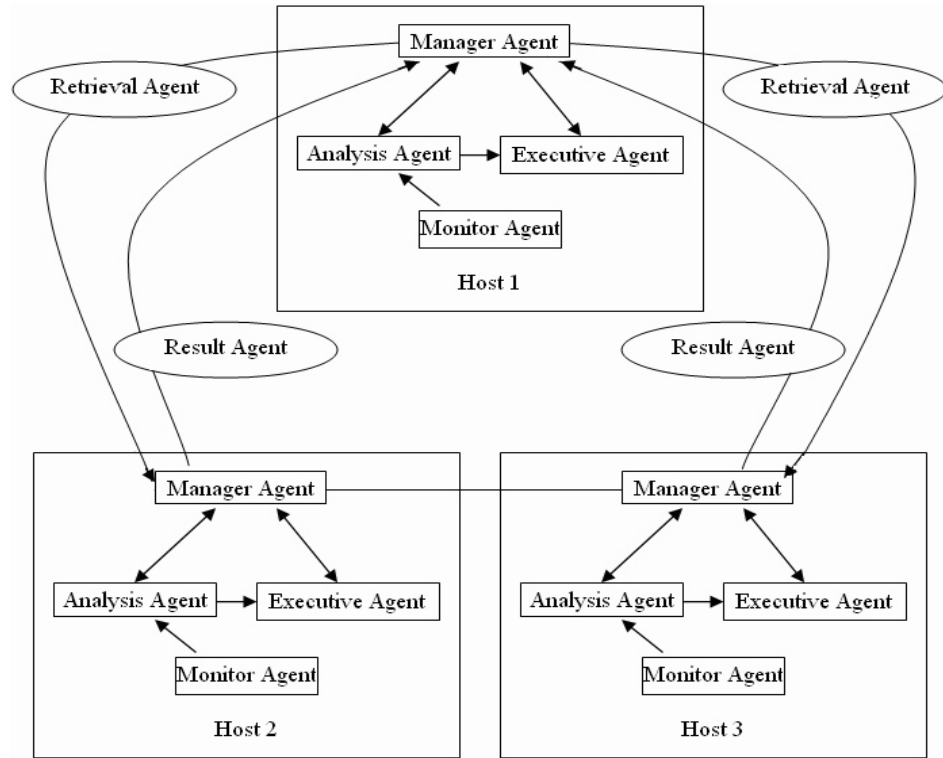 Manager Agent
Retrieval Agent
Retrieval Agent
Analysis Agent
Executive Agent
Monitor Agent
Host 1
Result Agent
Result Agent
Manager Agent
Manager Agent
Analysis Agent
Executive Agent
Analysis Agent
Executive Agent
Monitor Agent
Monitor Agent
Host 2
Host 3